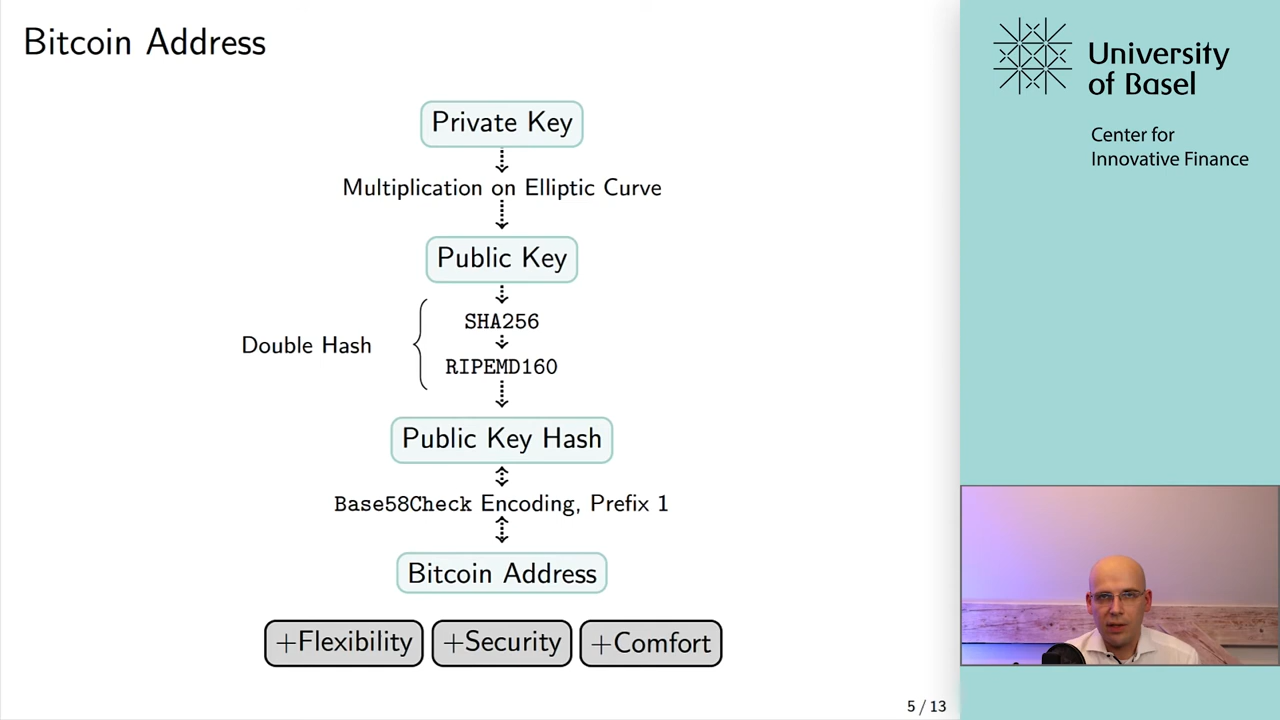 Bitcoin Address
Private Key
Multiplication on Elliptic Curve
Public Key
SHA256
Double Hash
RIPEMD160
Public Key Hash
Base58Check Encoding, Prefix 1
Bitcoin Address
+Flexibility
+Security
+Comfort
5 / 13
University
of Basel
Center for
Innovative Finance